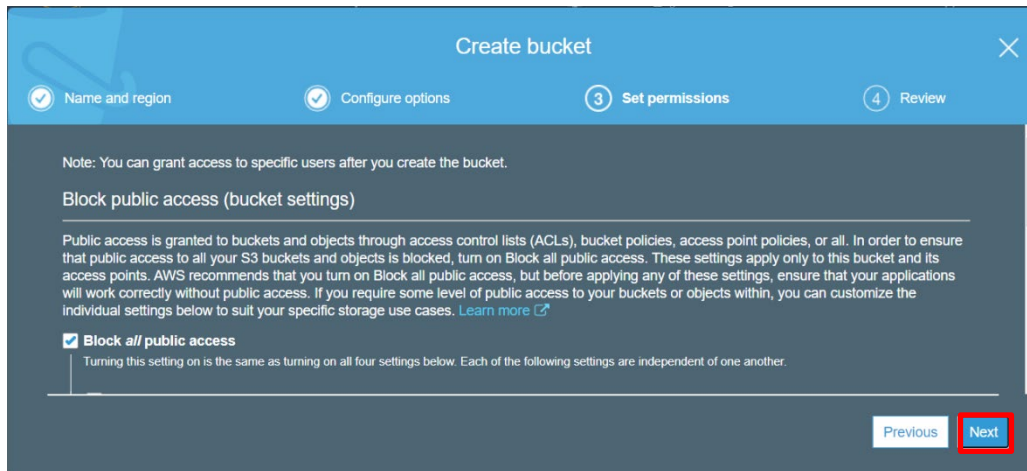 Create bucket
Name and region
Configure options
3 Set permissions
4 Review
Note: You can grant access to specific users after you create the bucket.
Block public access (bucket settings)
Public access is granted to buckets and objects through access control lists (ACLs), bucket policies, access point policies, or all. In order to ensure
that public access to all your S3 buckets and objects is blocked, turn on Block all public access. These settings apply only to this bucket and its
access points. AWS recommends that you turn on Block all public access, but before applying any of these settings, ensure that your applications
will work correctly without public access. If you require some level of public access to your buckets or objects within, you can customize the
individual settings below to suit your specific storage use cases. Learn more
Block all public access
Turning this setting on is the same as turning on all four settings below. Each of the following settings are independent of one another.
Previous
Next